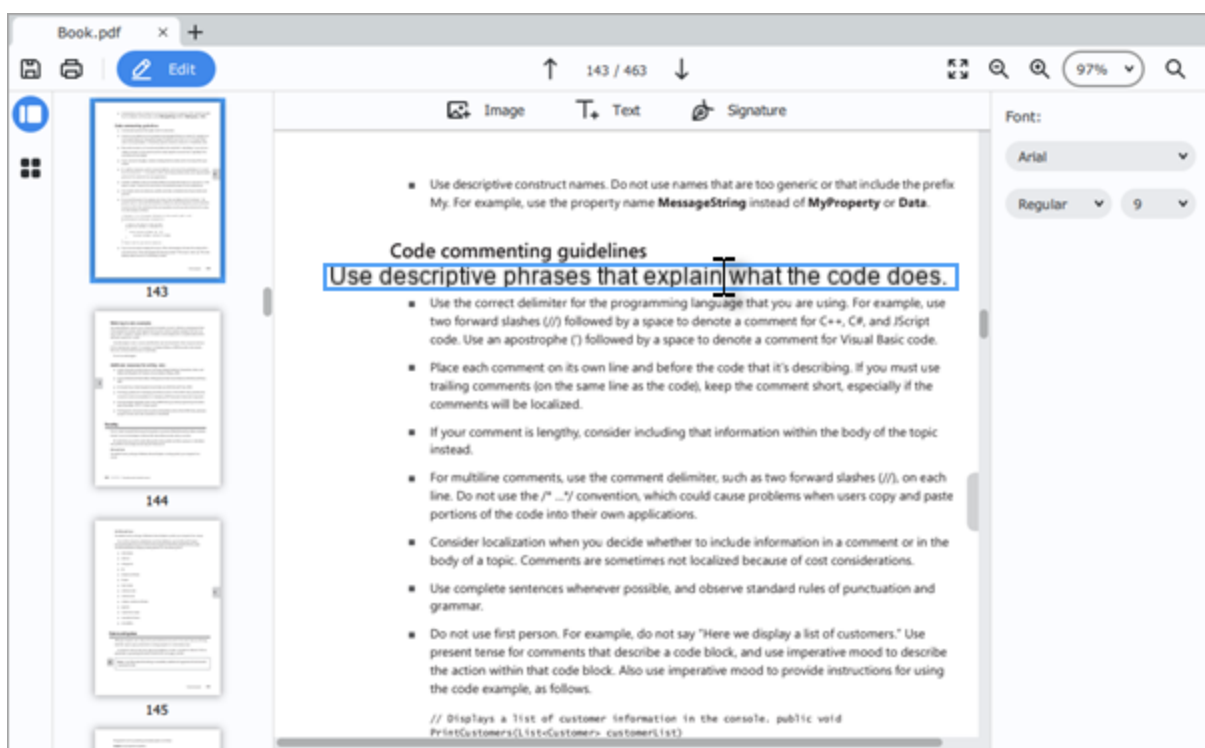 Book.pdf
Edit
143 / 463
97%
Image
Text
Signature
Font:
Arial
Regular
9
143
144
145
Use descriptive construct names. Do not use names that are too generic or that include the prefix
My. For example, use the property name MessageString instead of MyProperty or Data.
Code commenting guidelines
Use descriptive phrases that explain what the code does.
Use the correct delimiter for the programming language that you are using. For example, use
two forward slashes (//) followed by a space to denote a comment for C++, C#, and JScript
code. Use an apostrophe (') followed by a space to denote a comment for Visual Basic code.
Place each comment on its own line and before the code that it's describing. If you must use
trailing comments (on the same line as the code), keep the comment short, especially if the
comments will be localized.
If your comment is lengthy, consider including that information within the body of the topic
instead.
For multiline comments, use the comment delimiter, such as two forward slashes (//), on each
line. Do not use the /* ...*/ convention, which could cause problems when users copy and paste
portions of the code into their own applications.
Consider localization when you decide whether to include information in a comment or in the
body of a topic. Comments are sometimes not localized because of cost considerations.
Use complete sentences whenever possible, and observe standard rules of punctuation and
grammar.
Do not use first person. For example, do not say "Here we display a list of customers." Use
present tense for comments that describe a code block, and use imperative mood to describe
the action within that code block. Also use imperative mood to provide instructions for using
the code example, as follows.
// Displays a list of customer information in the console. public void
PrintCustomers(List<Customer> customerList)